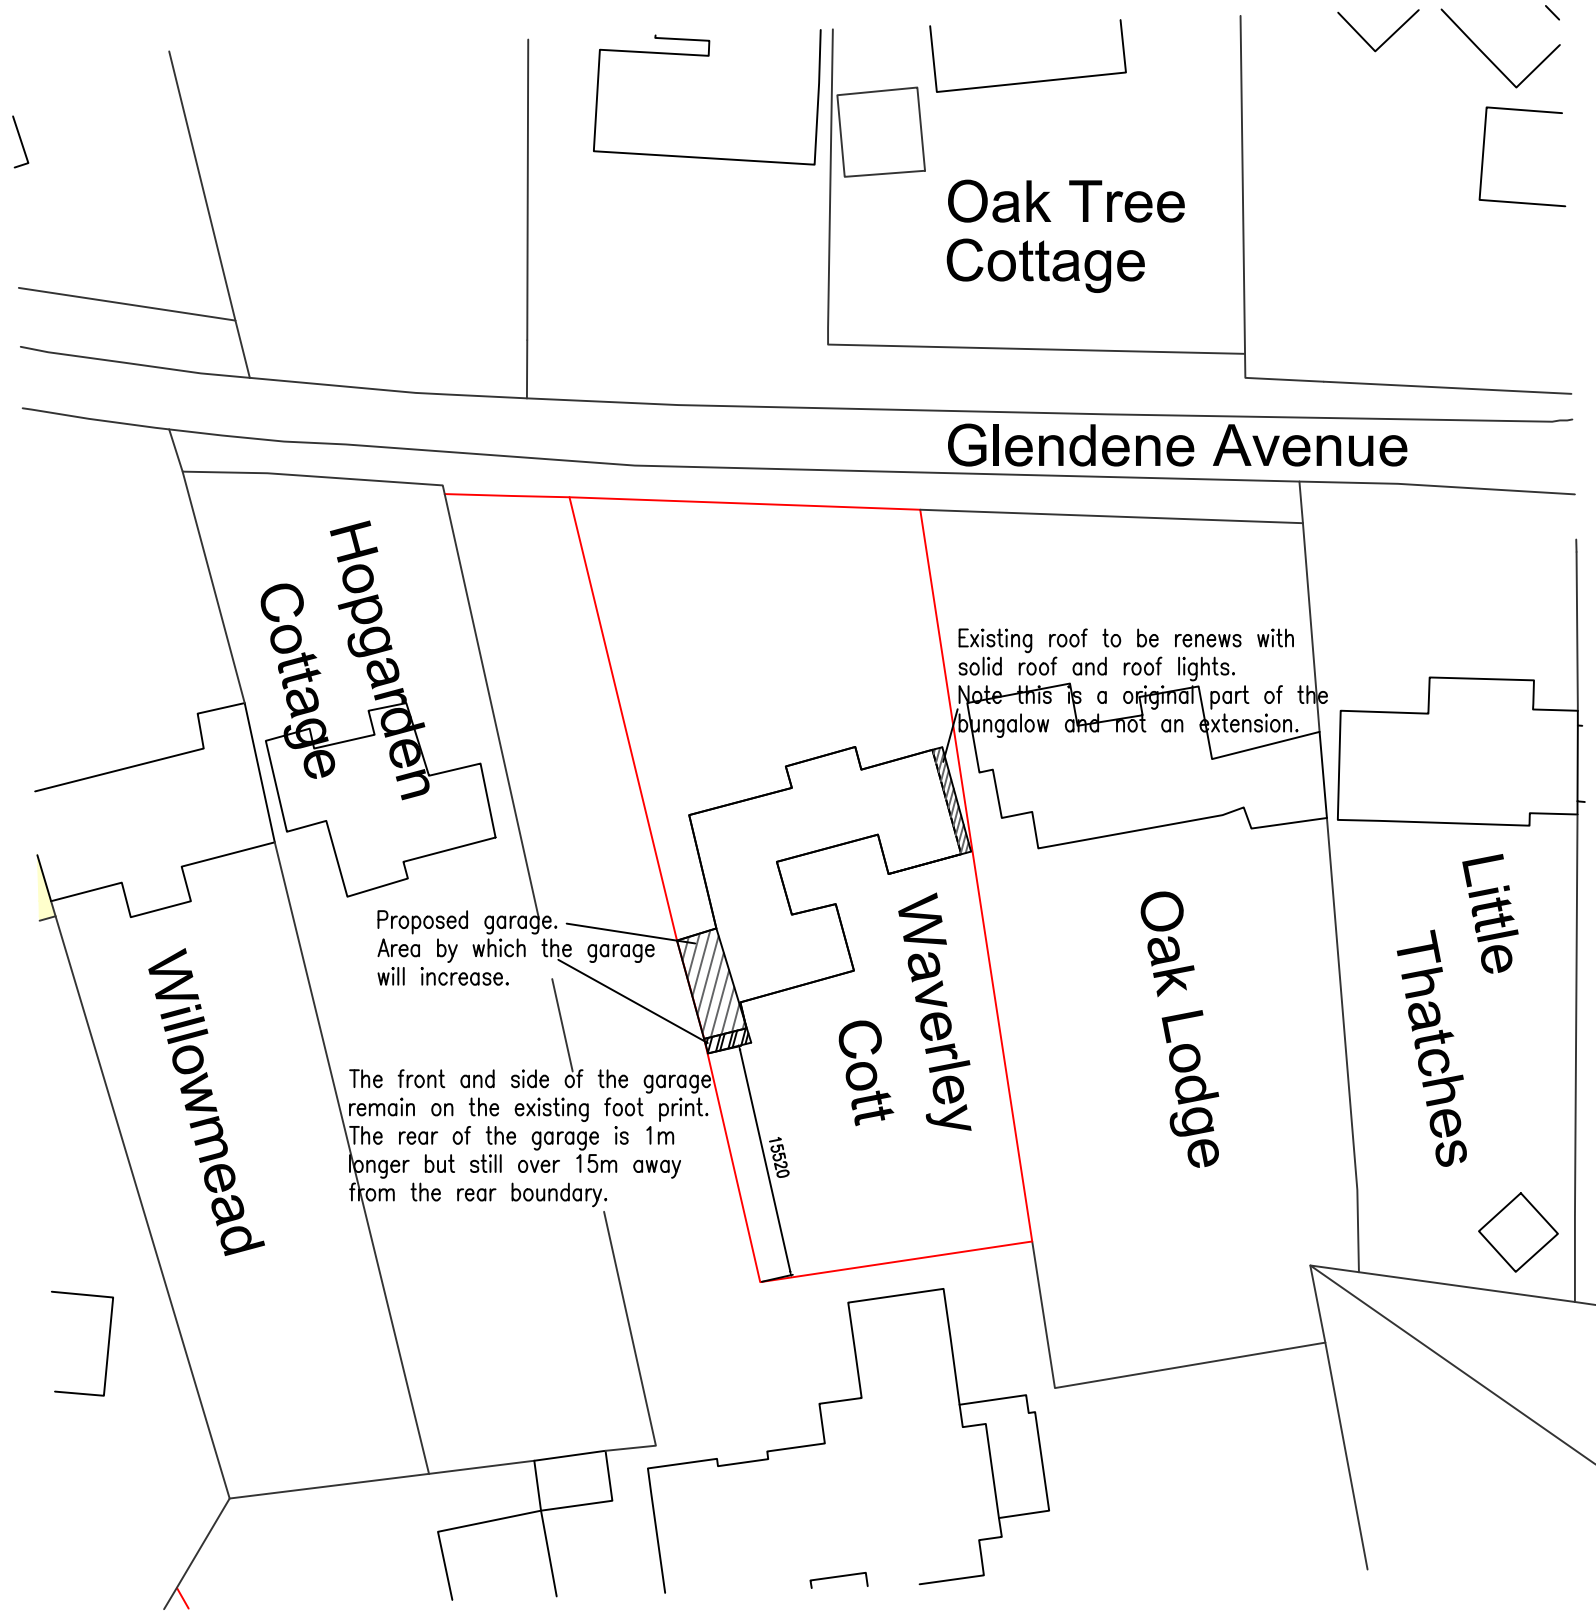 Oak Tree
Cottage
Glendene Avenue
Hopgarden
Cottage
Existing roof to be renews with
solid roof and roof lights.
Note this is a original part of the
bungalow and not an extension.
Proposed garage.
Area by which the garage
will increase.
Willowmead
The front and side of the garage
remain on the existing foot print.
The rear of the garage is 1m
longer but still over 15m away
from the rear boundary.
15520
Waverley
Cott
Oak Lodge
Little
Thatches